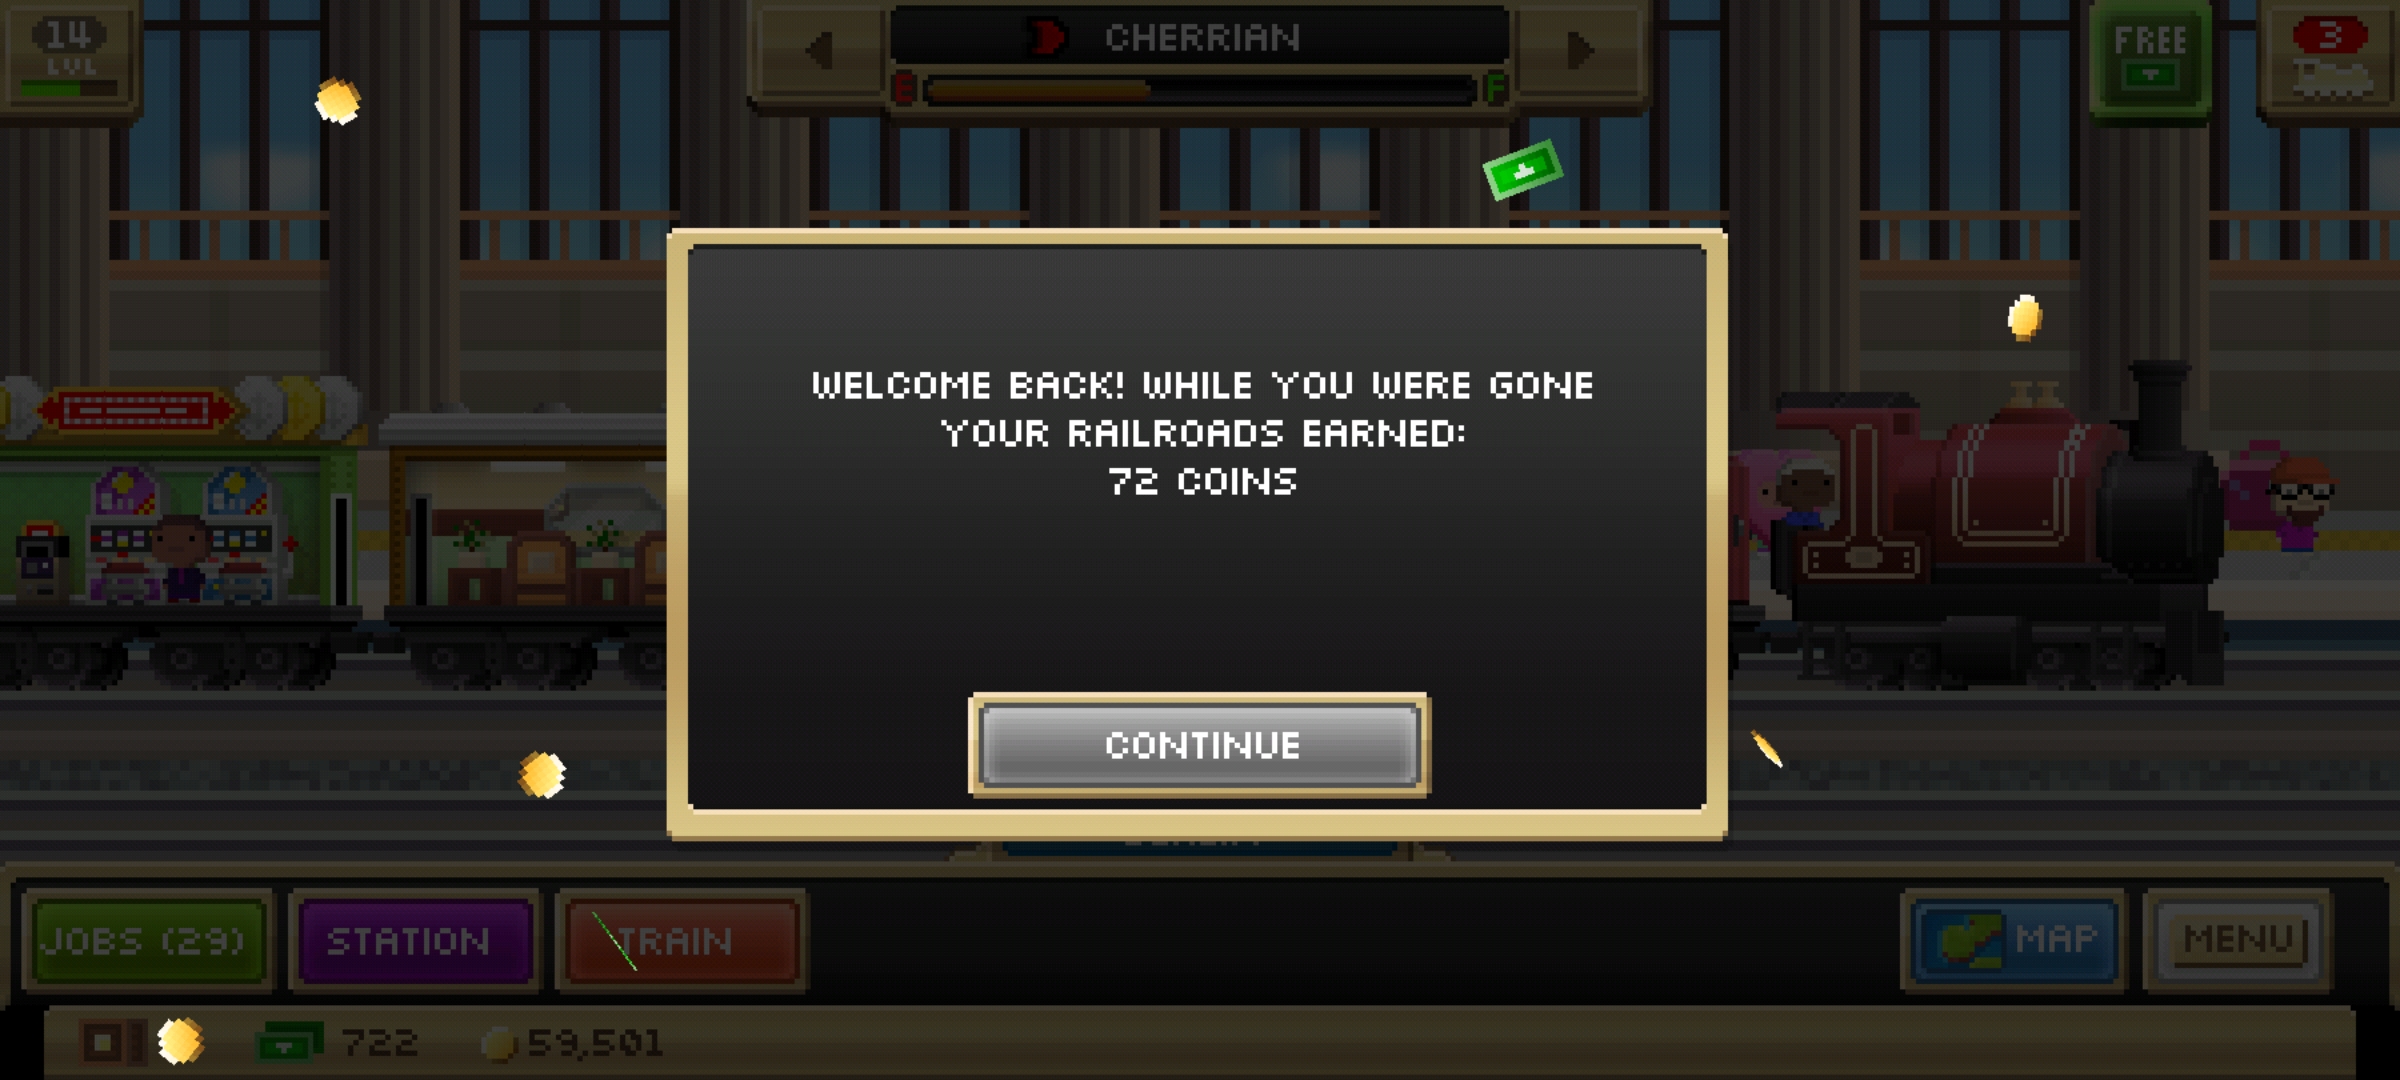 14
LVL
CHERRIAN
E
F
FREE
3
WELCOME BACK! WHILE YOU WERE GONE
YOUR RAILROADS EARNED:
72 COINS
CONTINUE
JOBS (29)
STATION
TRAIN
MAP
MENU
722
59,501